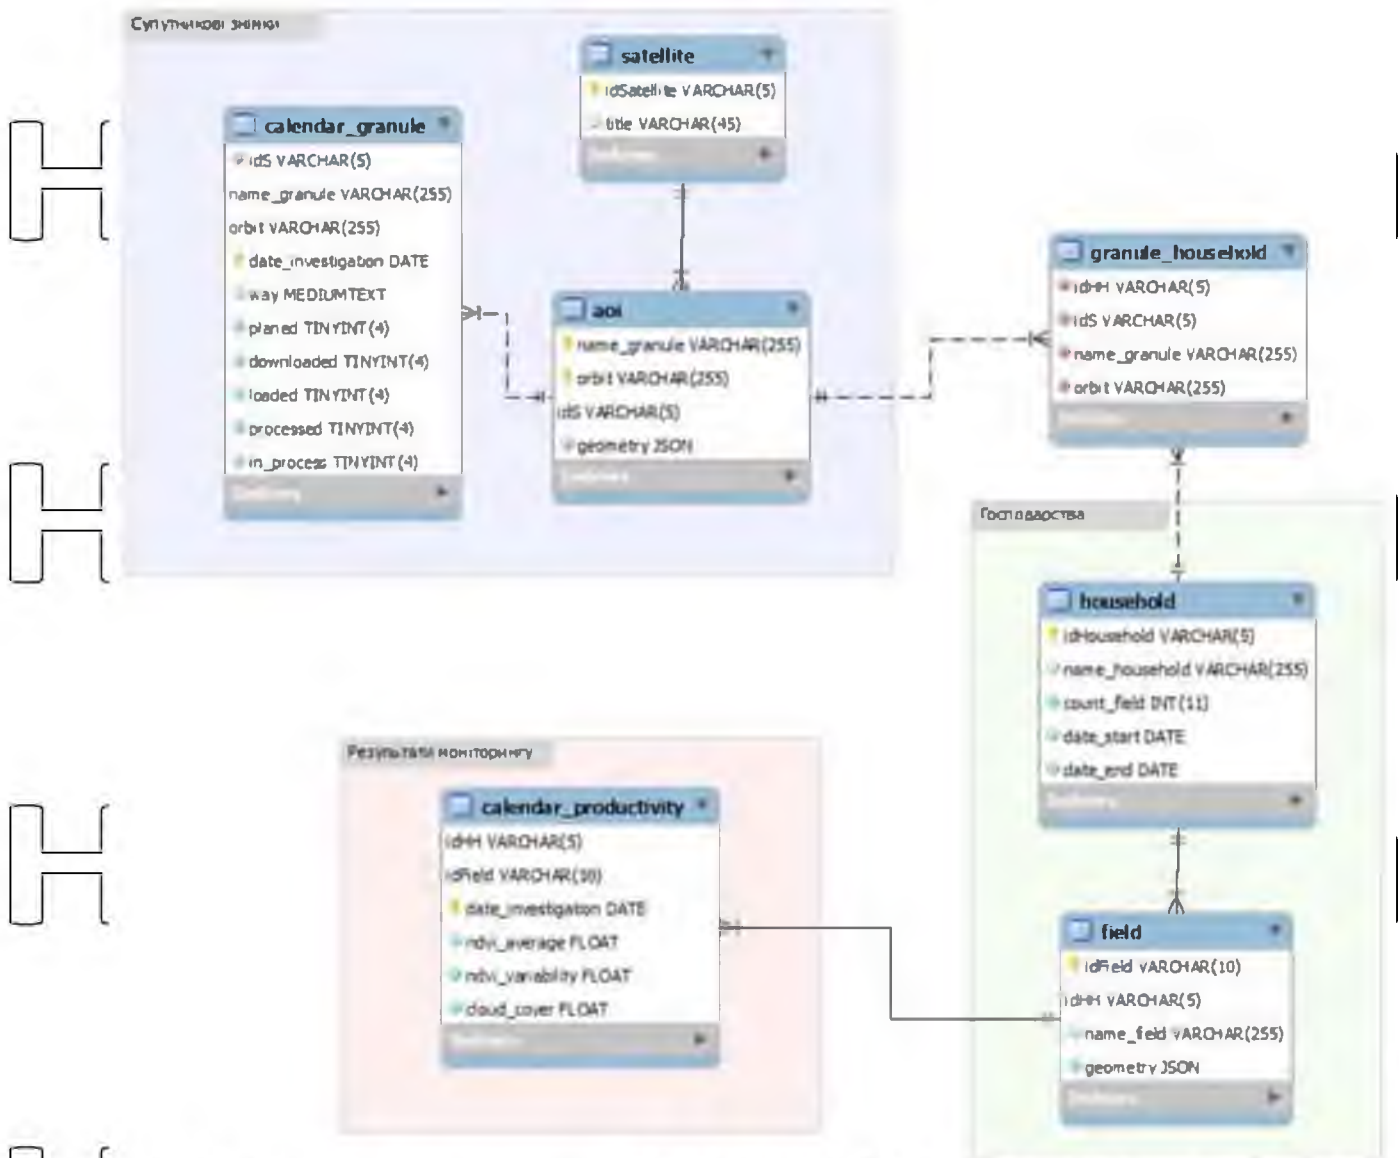 Супутникові знімки
satellite
idSatellite VARCHAR(5)
title VARCHAR(45)
calendar_granule
idS VARCHAR(5)
name_granule VARCHAR(255)
orbit VARCHAR(255)
date_investigation DATE
way MEDIUMTEXT
planed TINYINT(4)
downloaded TINYINT(4)
loaded TINYINT(4)
processed TINYINT(4)
in_process TINYINT(4)
aoi
name_granule VARCHAR(255)
orbit VARCHAR(255)
idS VARCHAR(5)
geometry JSON
granule_household
idHH VARCHAR(5)
idS VARCHAR(5)
name_granule VARCHAR(255)
orbit VARCHAR(255)
Господарства
household
idHousehold VARCHAR(5)
name_household VARCHAR(255)
count_field INT(11)
date_start DATE
date_end DATE
Результати моніторингу
calendar_productivity
idHH VARCHAR(5)
idField VARCHAR(10)
date_investigation DATE
ndvi_average FLOAT
ndvi_variability FLOAT
cloud_cover FLOAT
field
idField VARCHAR(10)
idHH VARCHAR(5)
name_field VARCHAR(255)
geometry JSON